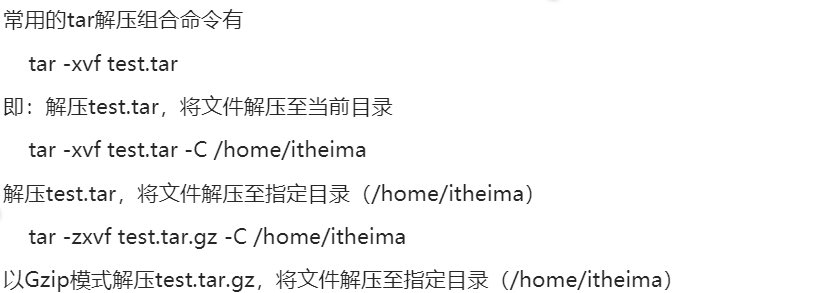 常用的tar解压组合命令有
tar -xvf test.tar
即：解压test.tar，将文件解压至当前目录
tar -xvf test.tar -C /home/itheima
解压test.tar，将文件解压至指定目录（/home/itheima）
tar -zxvf test.tar.gz -C /home/itheima
以Gzip模式解压test.tar.gz，将文件解压至指定目录（/home/itheima）